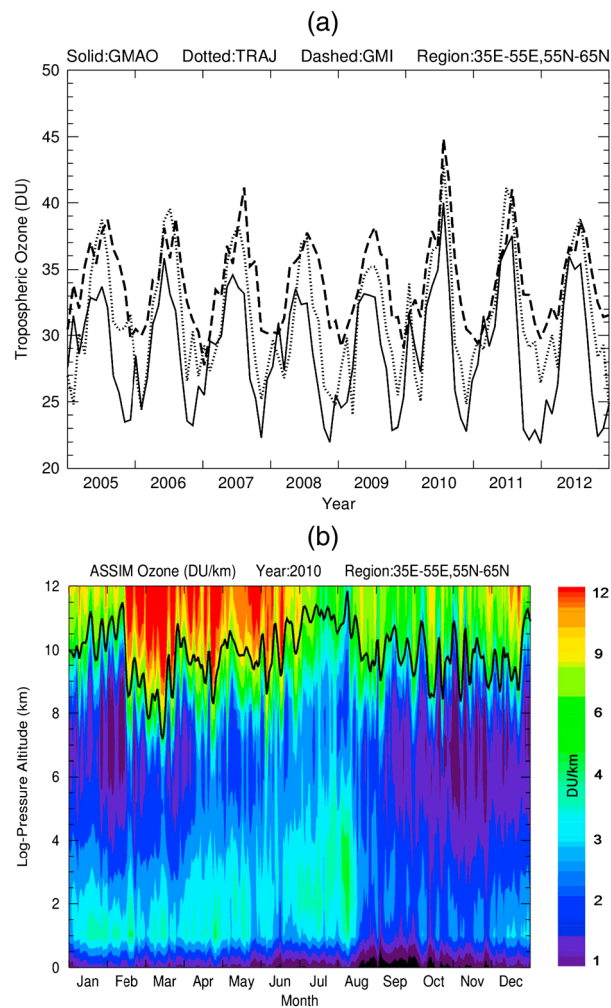 (a)
Solid:GMAO Dotted:TRAJ Dashed:GMI Region:35E-55E,55N-65N
50
45
40
35
30
25
20
Tropospheric Ozone (DU)
2005 2006 2007 2008 2009 2010 2011 2012
Year
(b)
ASSIM Ozone (DU/km) Year:2010 Region:35E-55E,55N-65N
12
10
8
6
4
2
0
Log-Pressure Altitude (km)
Jan Feb Mar Apr May Jun Jul Aug Sep Oct Nov Dec
Month
12
9
6
4
2
1
DU/km